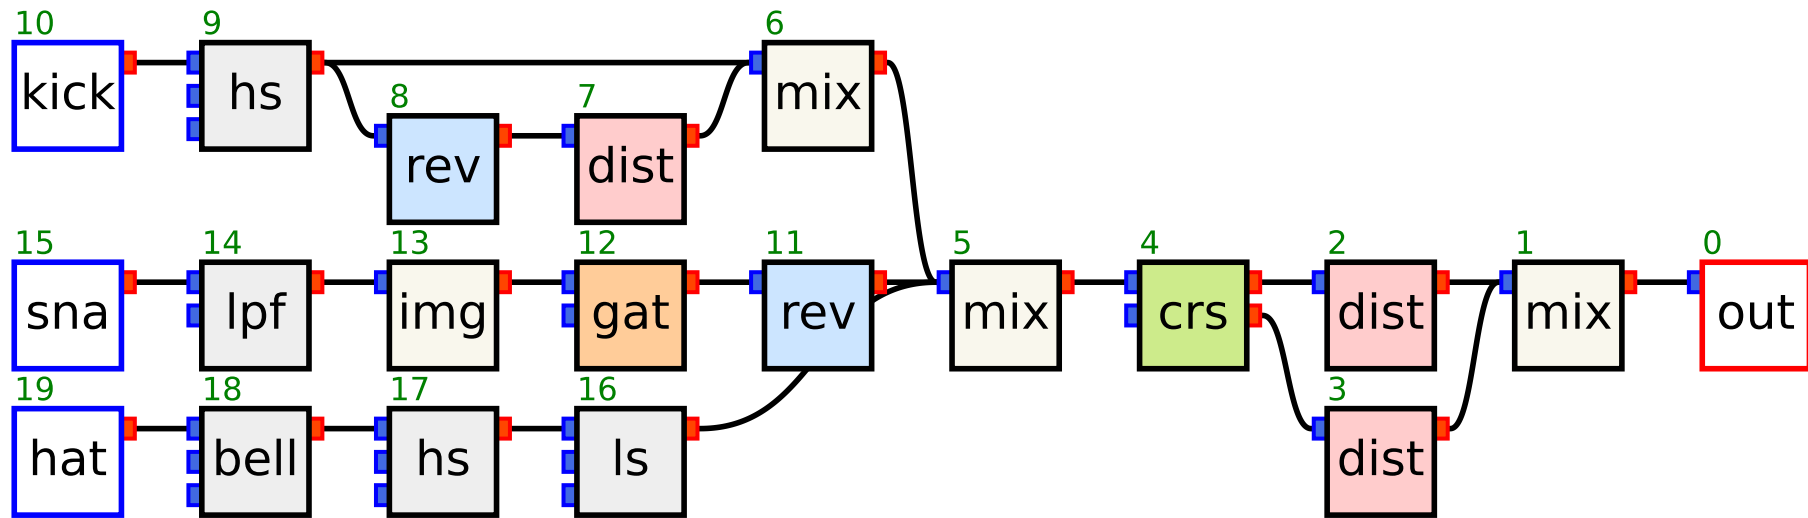 10 9 6
kick hs mix
8 7
rev dist
15 14 13 12 11 5 4 2 1 0
sna lpf img gat rev mix crs dist mix out
19 18 17 16 3
hat bell hs ls dist